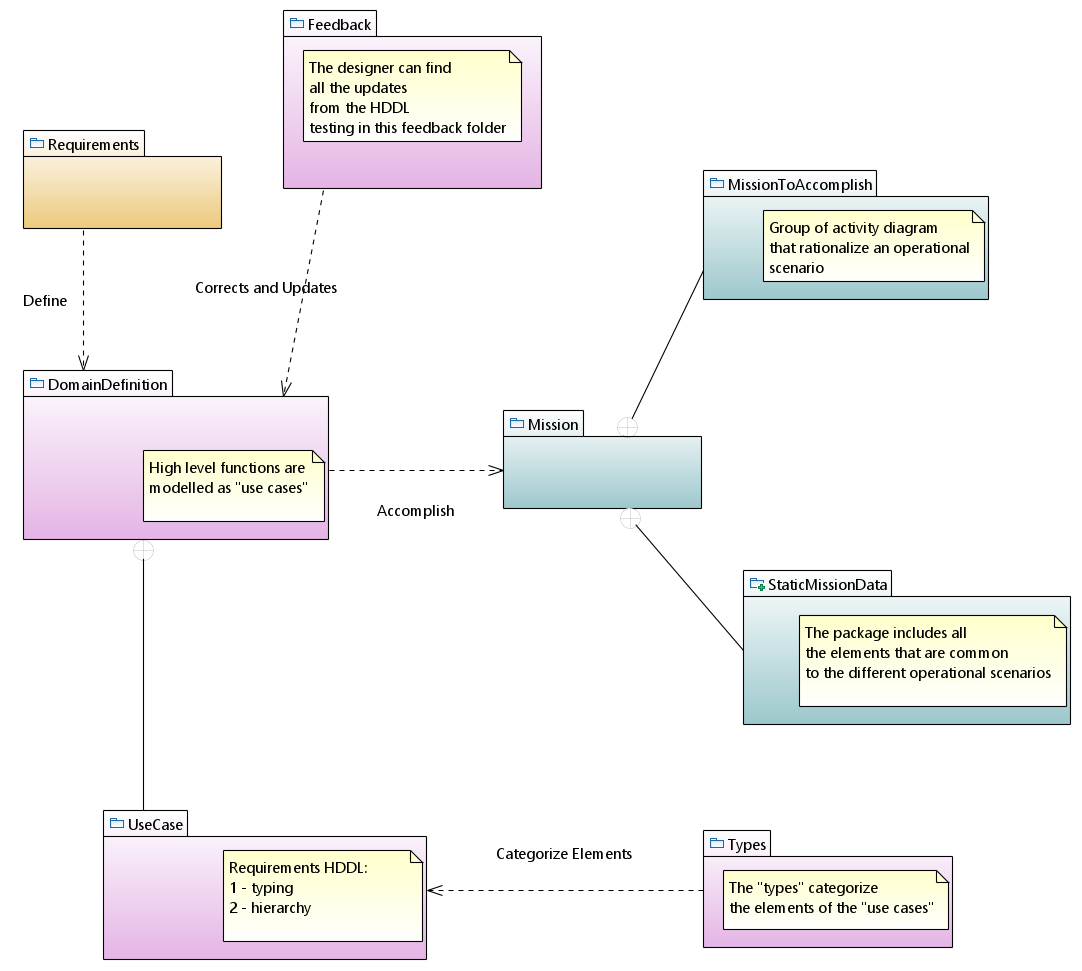 Feedback
The designer can find
all the updates
from the HDDL
testing in this feedback folder
Requirements
MissionToAccomplish
Group of activity diagram
that rationalize an operational
scenario
Corrects and Updates
Define
DomainDefinition
High level functions are
modelled as "use cases"
Mission
Accomplish
StaticMissionData
The package includes all
the elements that are common
to the different operational scenarios
UseCase
Requirements HDDL:
1 - typing
2 - hierarchy
Categorize Elements
Types
The "types" categorize
the elements of the "use cases"